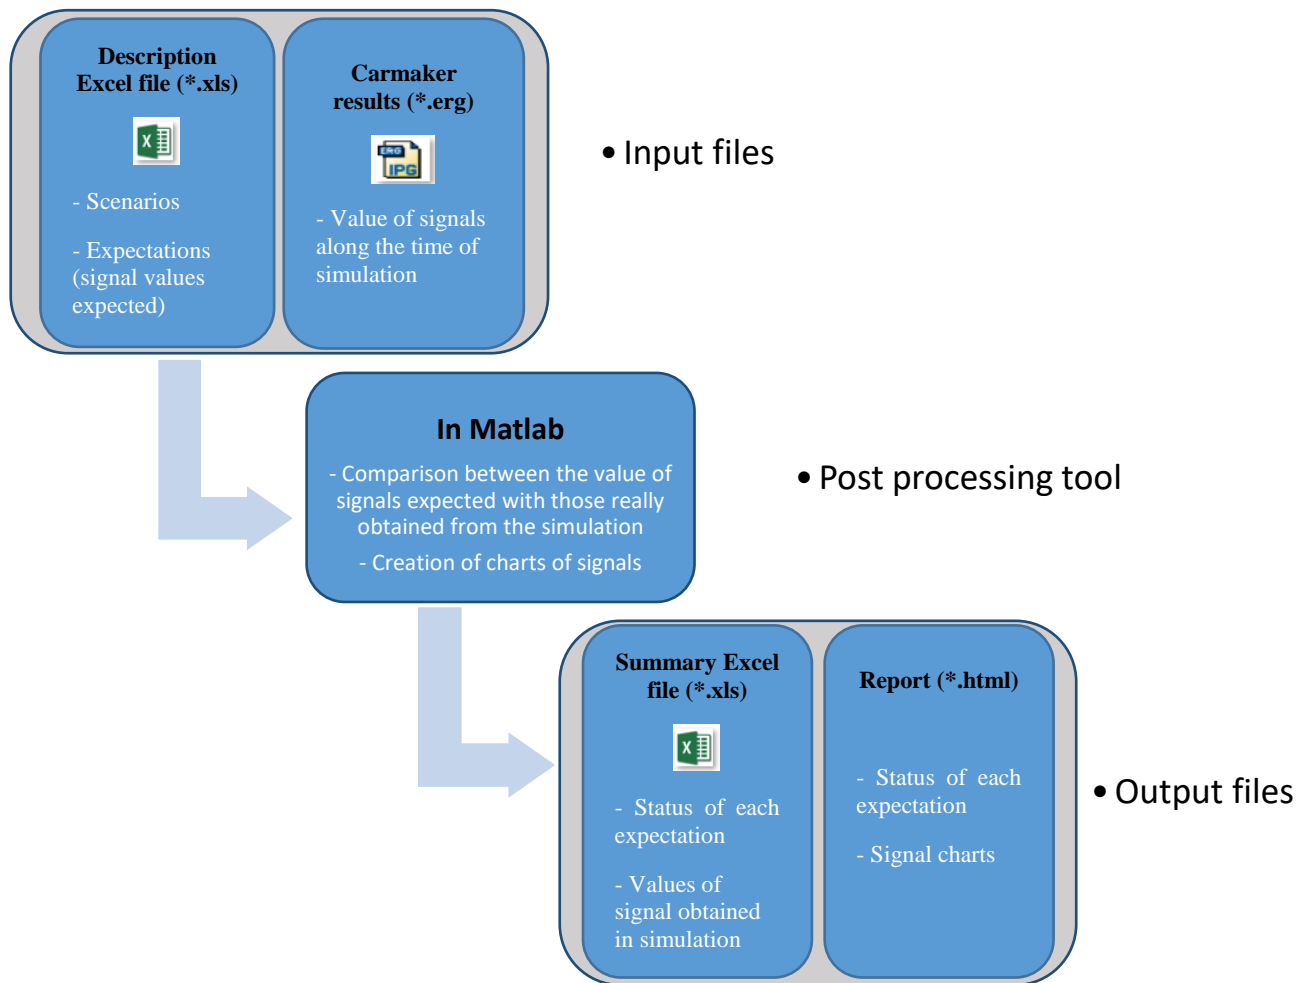 Description
Excel file (*.xls)
- Scenarios
- Expectations
(signal values
expected)
Carmaker
results (*.erg)
ERG
IPG
- Value of signals
along the time of
simulation
• Input files
In Matlab
- Comparison between the value of
signals expected with those really
obtained from the simulation
- Creation of charts of signals
• Post processing tool
Summary Excel
file (*.xls)
- Status of each
expectation
- Values of
signal obtained
in simulation
Report (*.html)
- Status of each
expectation
- Signal charts
• Output files